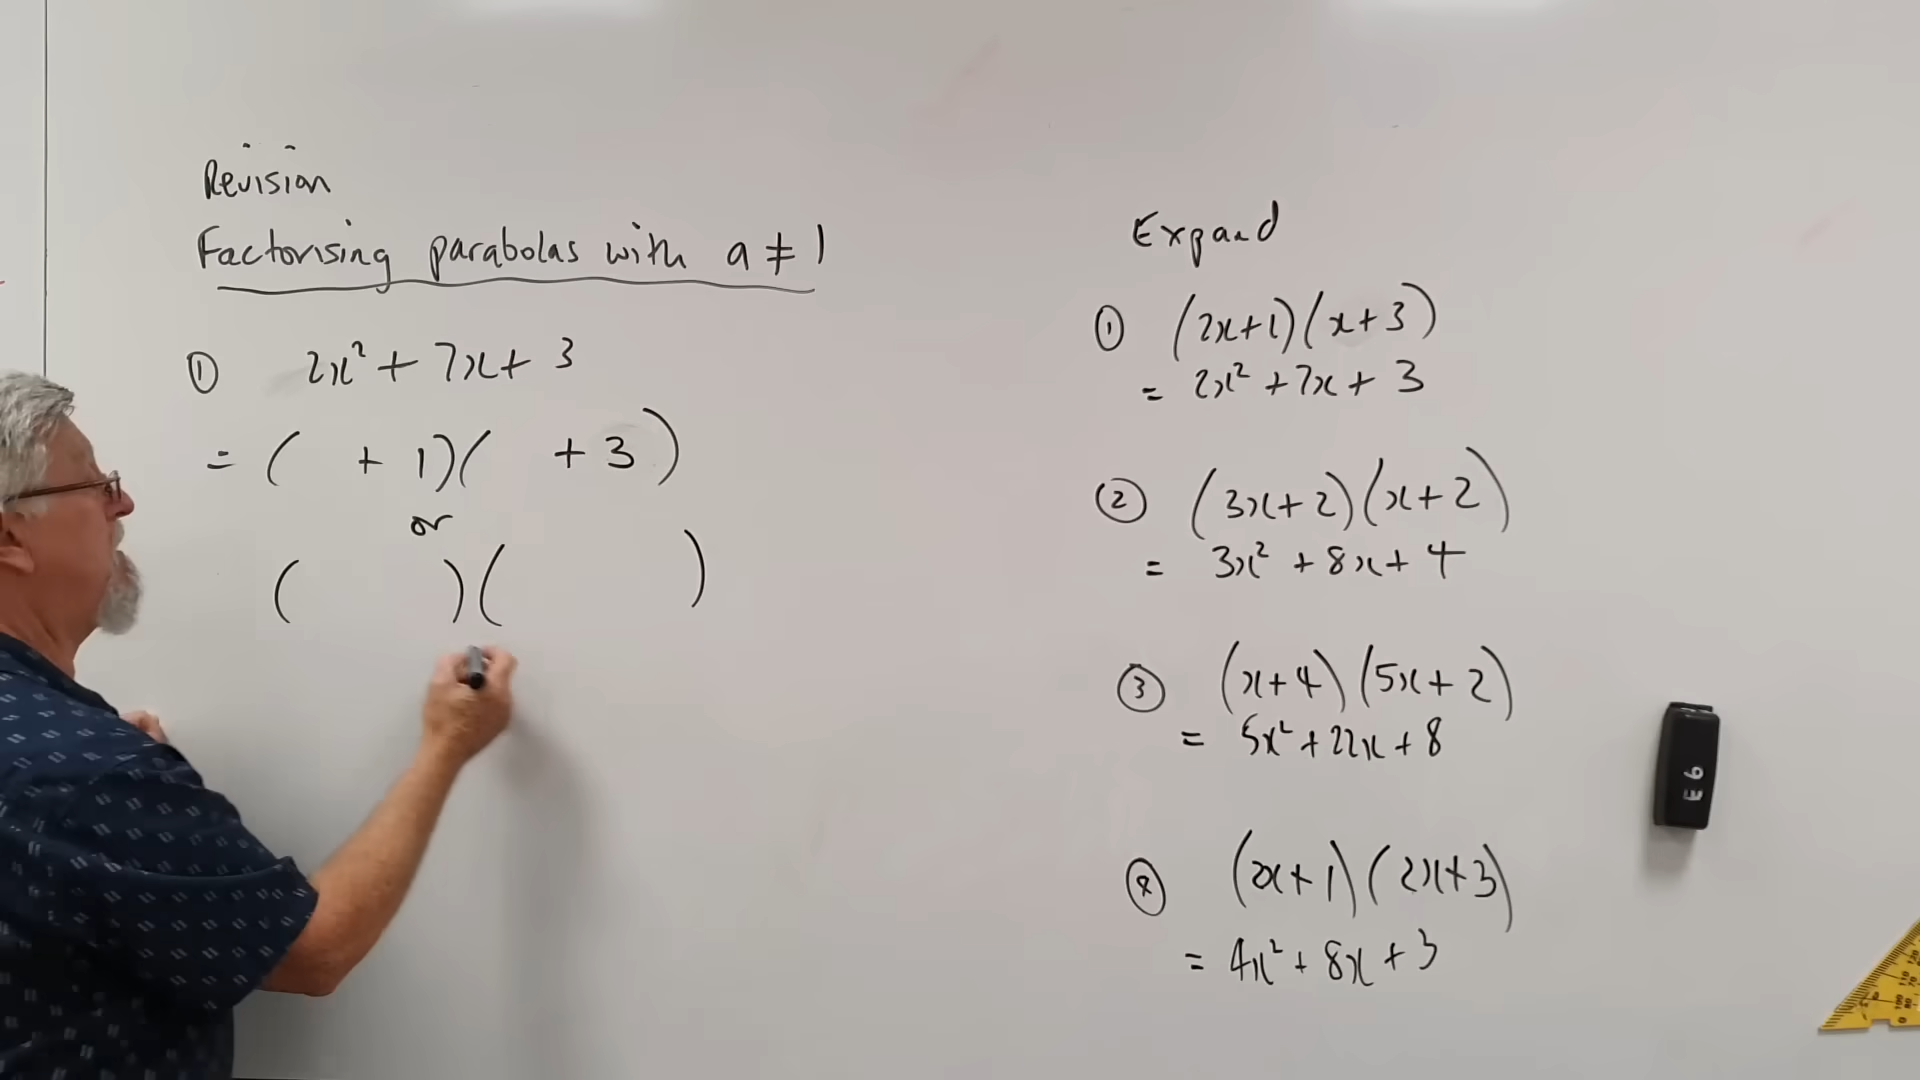 Revision
Factorising parabolas with a ≠ 1
① 2x² + 7x + 3
= ( + 1)( + 3)
or
( )( )
Expand
① (2x+1)(x+3)
= 2x² + 7x + 3
② (3x+2)(x+2)
= 3x² + 8x + 4
③ (x+4)(5x+2)
= 5x² + 22x + 8
(2x+1)(2x+3)
= 4x² + 8x + 3
E6